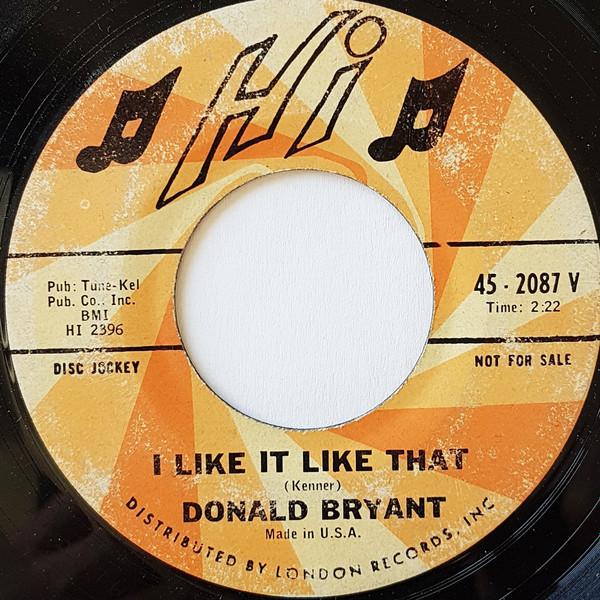 Hi
Pub: Tune-Kel
Pub. Co., Inc.
BMI
HI 2396
DISC JOCKEY
45 - 2087 V
Time: 2:22
NOT FOR SALE
I LIKE IT LIKE THAT
(Kenner)
DONALD BRYANT
Made in U.S.A.
DISTRIBUTED BY LONDON RECORDS, INC